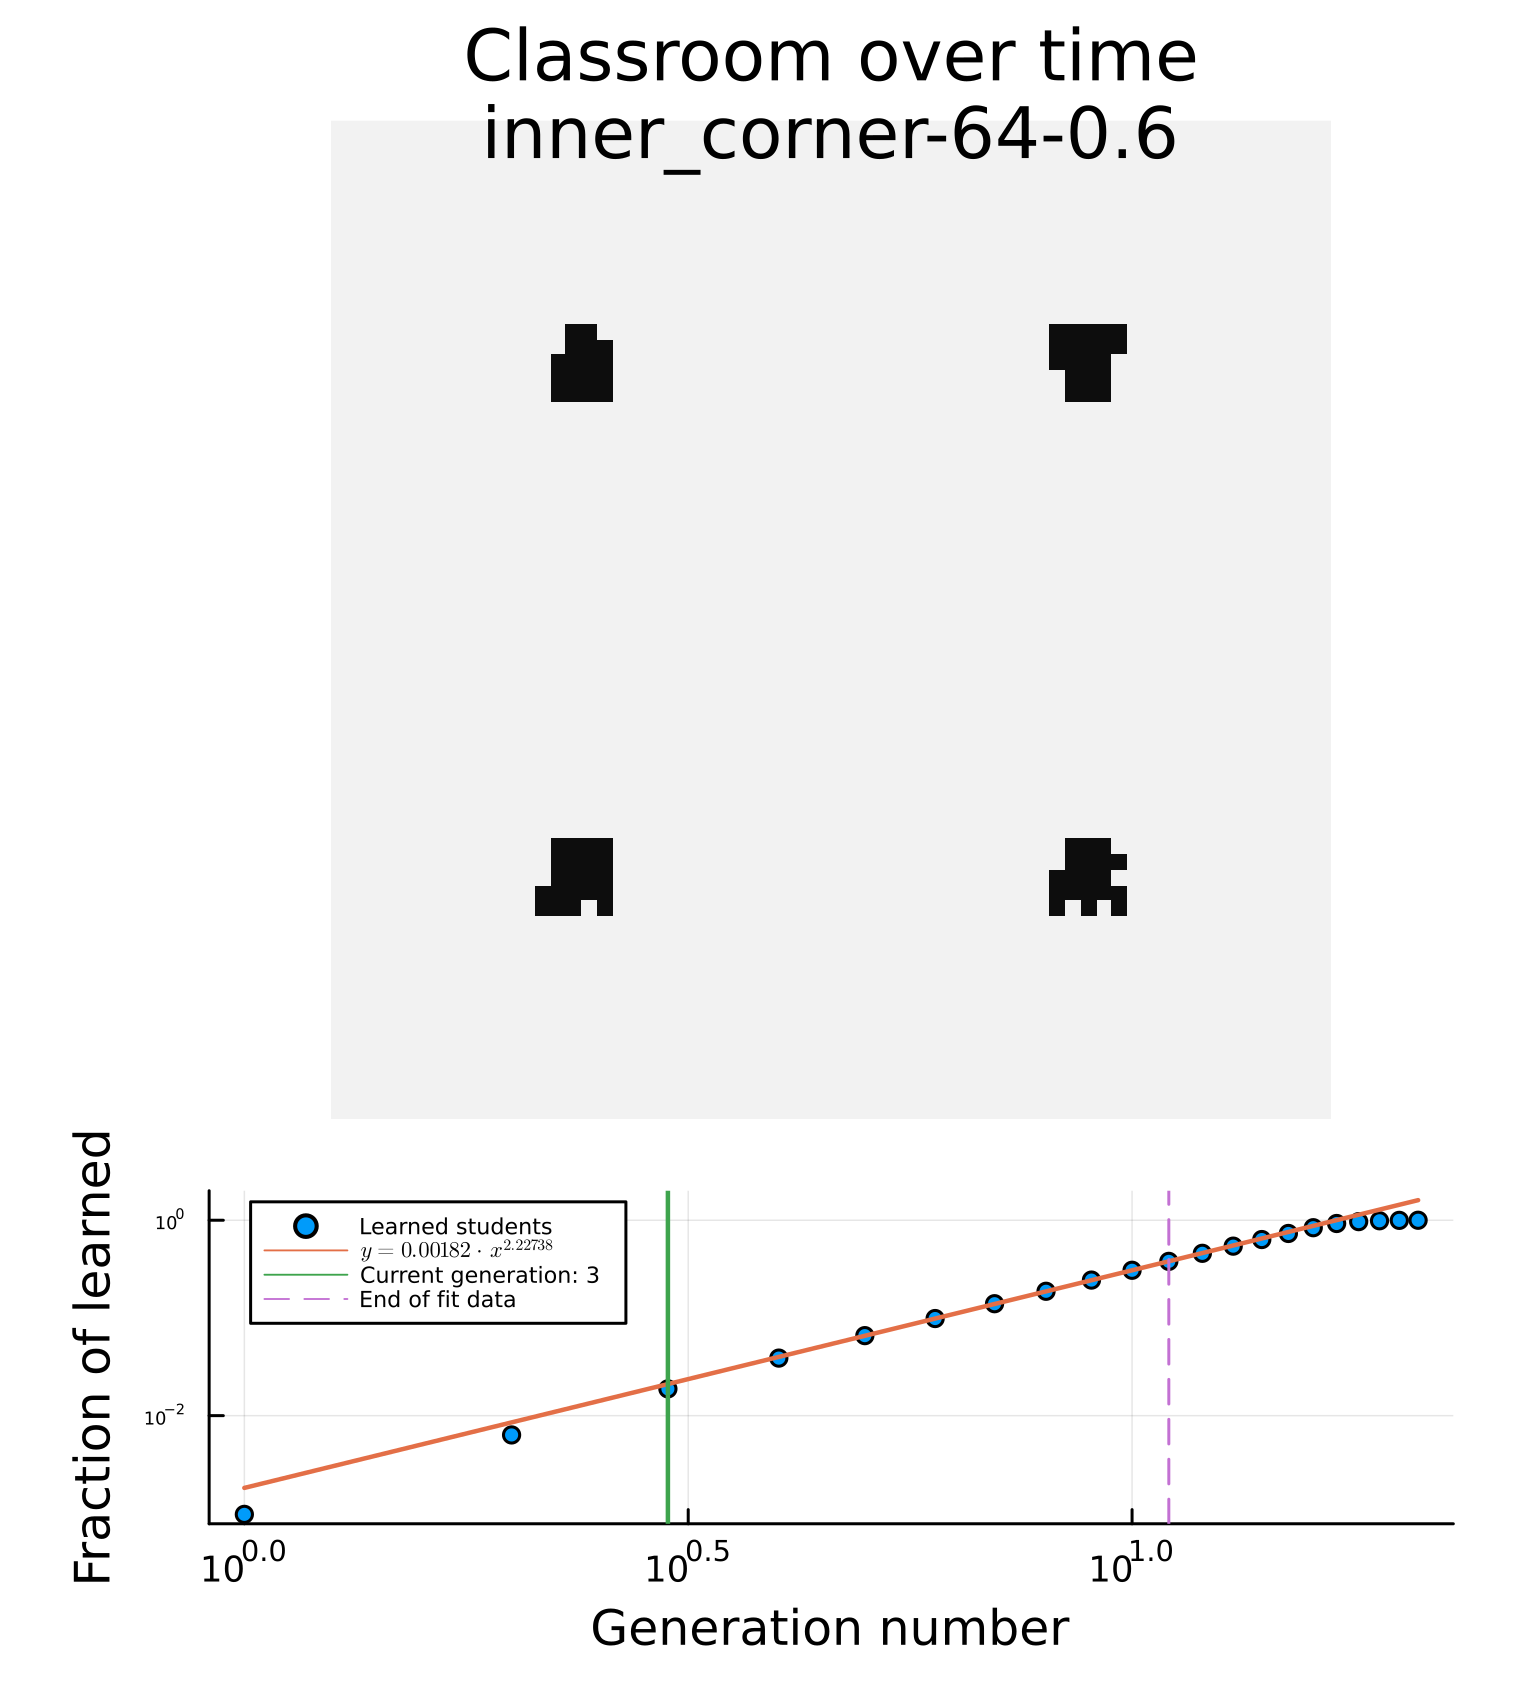 Classroom over time
inner_corner-64-0.6
Fraction of learned
10^0
10^−2
Learned students
y = 0.00182 · x^2.22738
Current generation: 3
End of fit data
10^0.0
10^0.5
10^1.0
Generation number